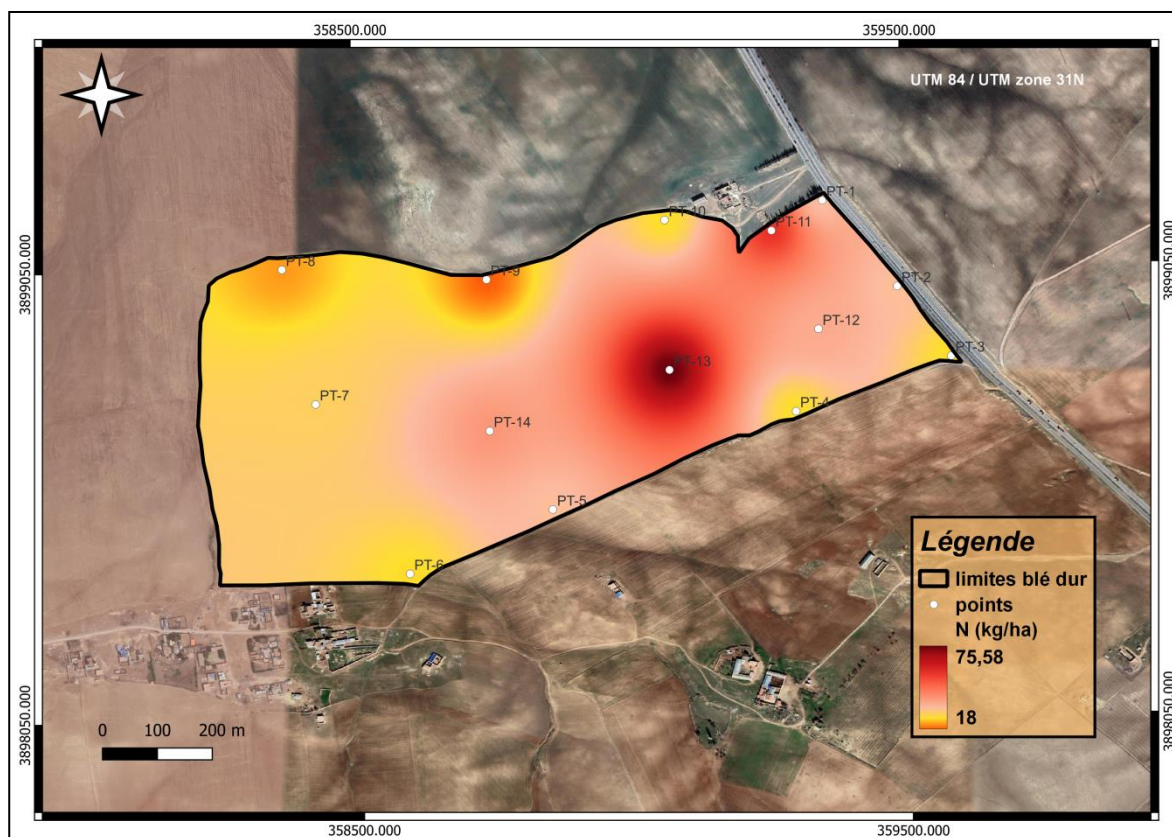 358500.000
359500.000
UTM 84 / UTM zone 31N
3899050.000
3899050.000
PT-1
PT-10
PT-11
PT-8
PT-9
PT-2
PT-12
PT-3
PT-13
PT-7
PT-4
PT-14
PT-5
PT-6
Légende
limites blé dur
points
N (kg/ha)
75,58
18
0 100 200 m
3898050.000
3898050.000
358500.000
359500.000